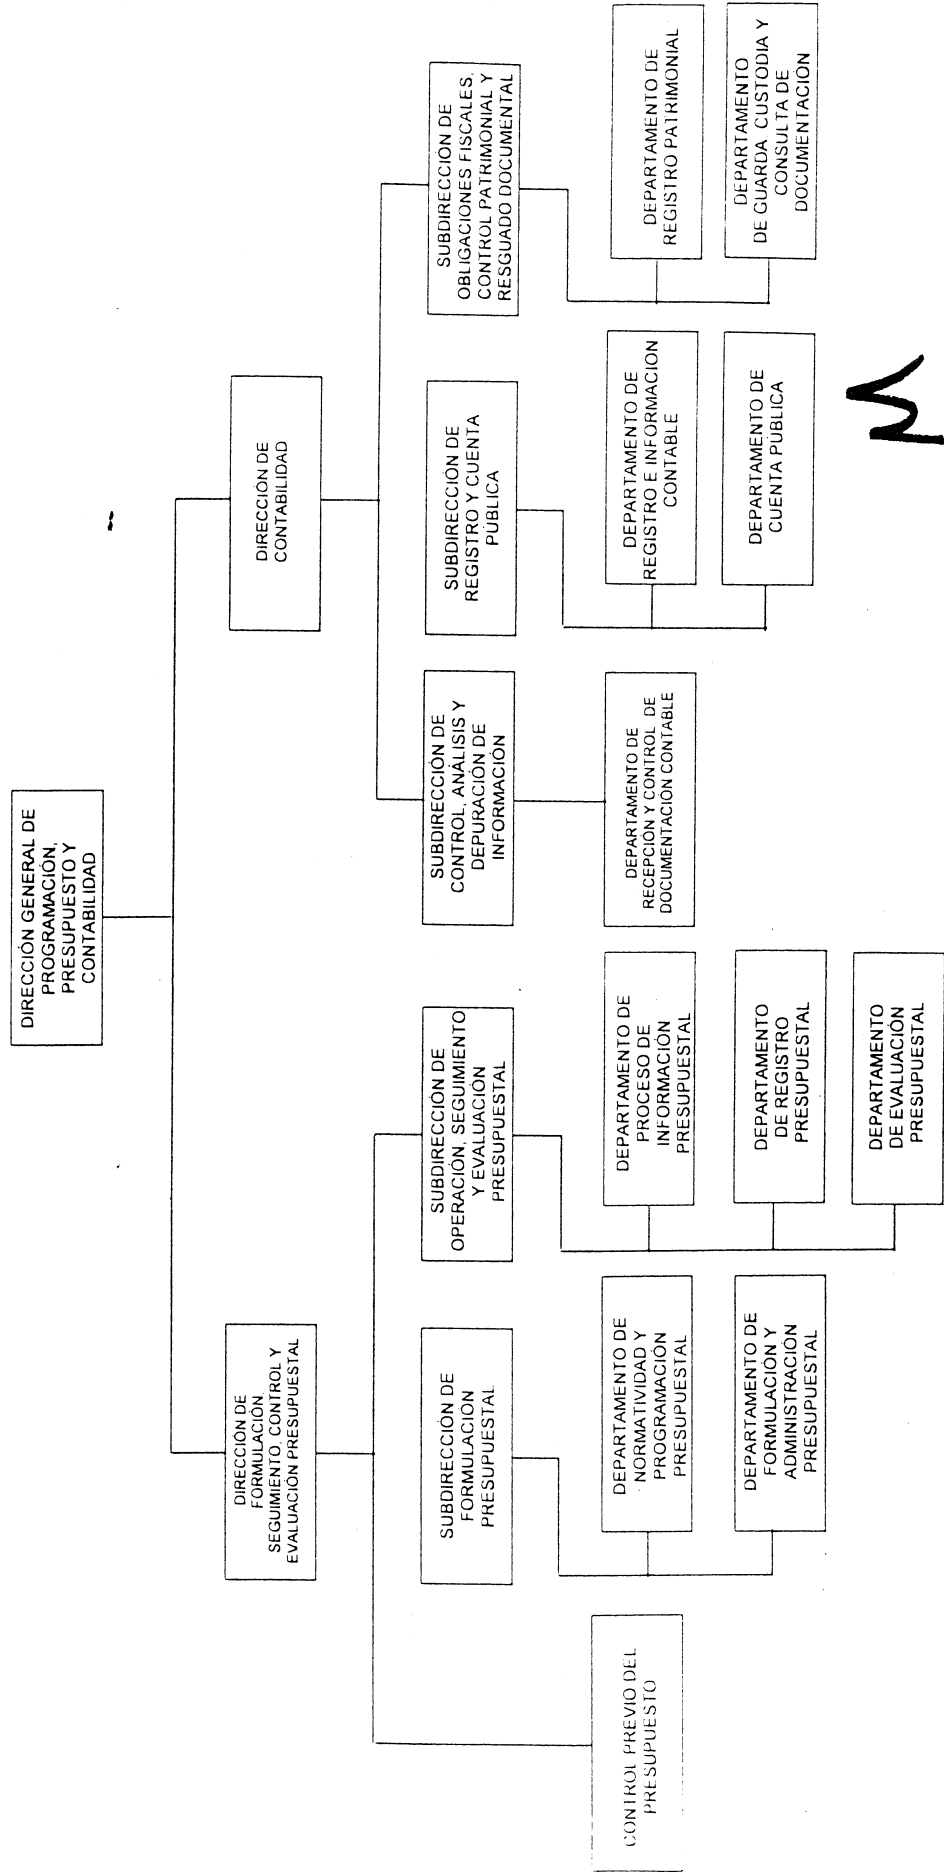 DIRECCIÓN GENERAL DE
PROGRAMACIÓN,
PRESUPUESTO Y
CONTABILIDAD
DIRECCIÓN DE
FORMULACIÓN,
SEGUIMIENTO, CONTROL Y
EVALUACIÓN PRESUPUESTAL
DIRECCIÓN DE
CONTABILIDAD
SUBDIRECCIÓN DE
FORMULACIÓN
PRESUPUESTAL
SUBDIRECCIÓN DE
OPERACIÓN, SEGUIMIENTO
Y EVALUACIÓN
PRESUPUESTAL
SUBDIRECCIÓN DE
CONTROL, ANÁLISIS Y
DEPURACIÓN DE
INFORMACIÓN
SUBDIRECCIÓN DE
REGISTRO Y CUENTA
PÚBLICA
SUBDIRECCIÓN DE
OBLIGACIONES FISCALES,
CONTROL PATRIMONIAL Y
RESGUADO DOCUMENTAL
CONTROL PREVIO DEL
PRESUPUESTO
DEPARTAMENTO DE
NORMATIVIDAD Y
PROGRAMACIÓN
PRESUPUESTAL
DEPARTAMENTO DE
FORMULACIÓN Y
ADMINISTRACIÓN
PRESUPUESTAL
DEPARTAMENTO DE
PROCESO DE
INFORMACIÓN
PRESUPUESTAL
DEPARTAMENTO
DE REGISTRO
PRESUPUESTAL
DEPARTAMENTO
DE EVALUACIÓN
PRESUPUESTAL
DEPARTAMENTO DE
RECEPCIÓN Y CONTROL DE
DOCUMENTACIÓN CONTABLE
DEPARTAMENTO DE
REGISTRO E INFORMACION
CONTABLE
DEPARTAMENTO DE
CUENTA PÚBLICA
DEPARTAMENTO DE
REGISTRO PATRIMONIAL
DEPARTAMENTO
DE GUARDA CUSTODIA Y
CONSULTA DE
DOCUMENTACIÓN